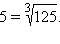 5 = ∛125.